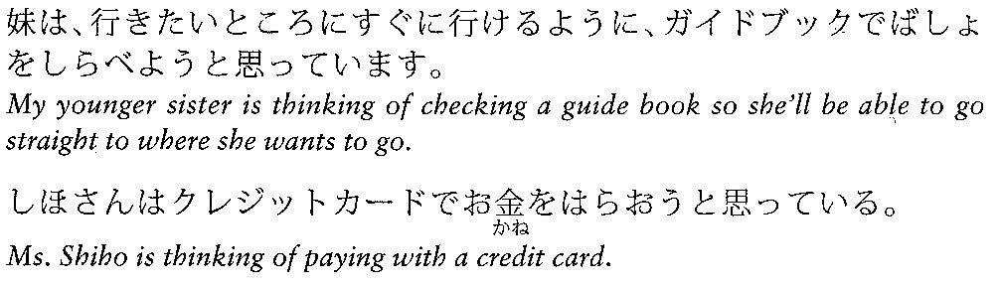 妹は、行きたいところにすぐに行けるように、ガイドブックでばしょ
をしらべようと思っています。
My younger sister is thinking of checking a guide book so she'll be able to go
straight to where she wants to go.
しほさんはクレジットカードでお金をはらおうと思っている。
かね
Ms. Shiho is thinking of paying with a credit card.